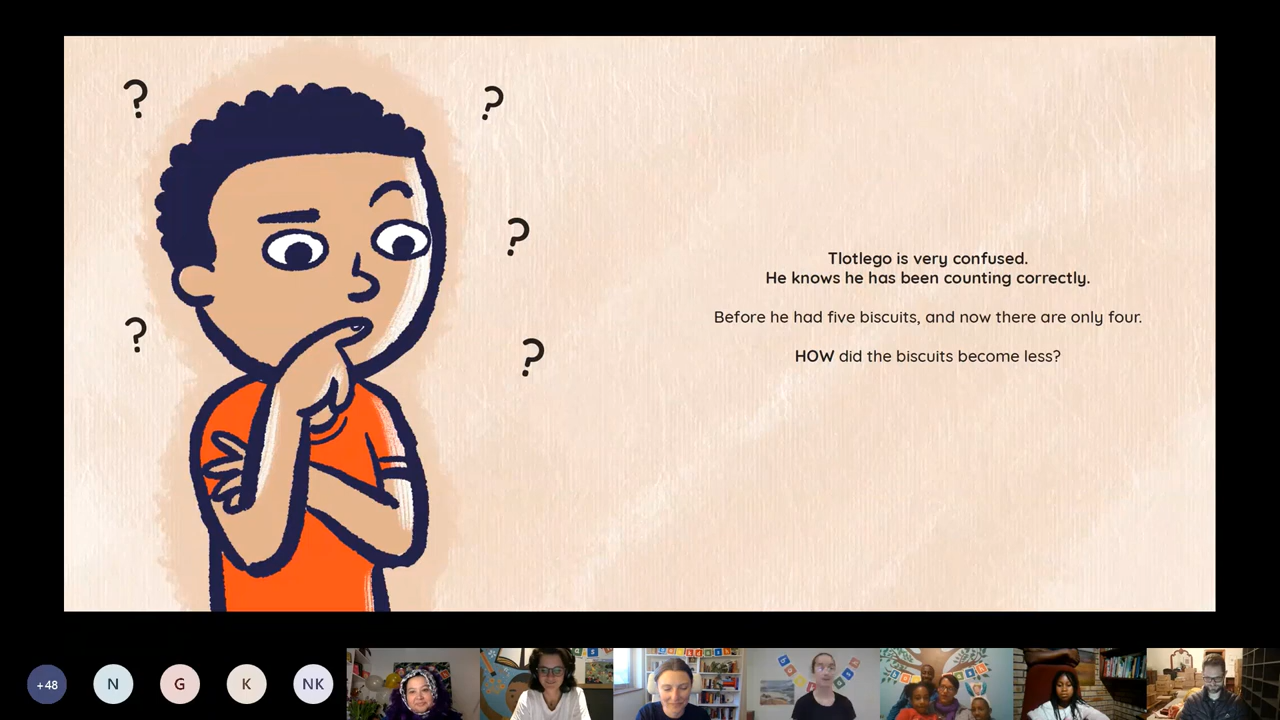 ?
?
?
?
?
Tlotlego is very confused.
He knows he has been counting correctly.
Before he had five biscuits, and now there are only four.
HOW did the biscuits become less?
+48
N
G
K
NK